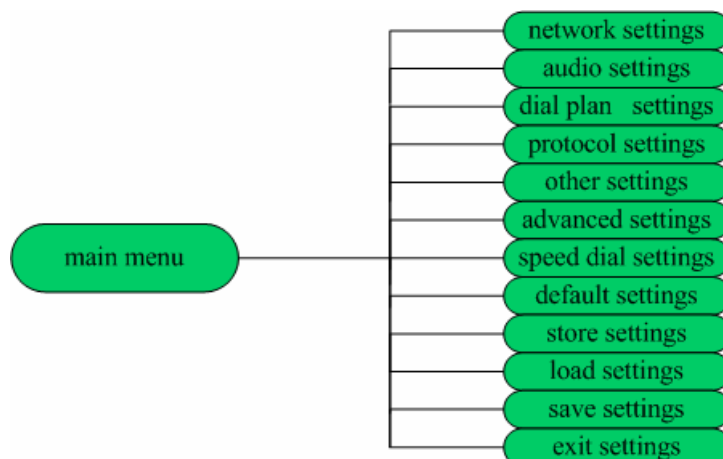 network settings
audio settings
dial plan settings
protocol settings
other settings
advanced settings
main menu
speed dial settings
default settings
store settings
load settings
save settings
exit settings